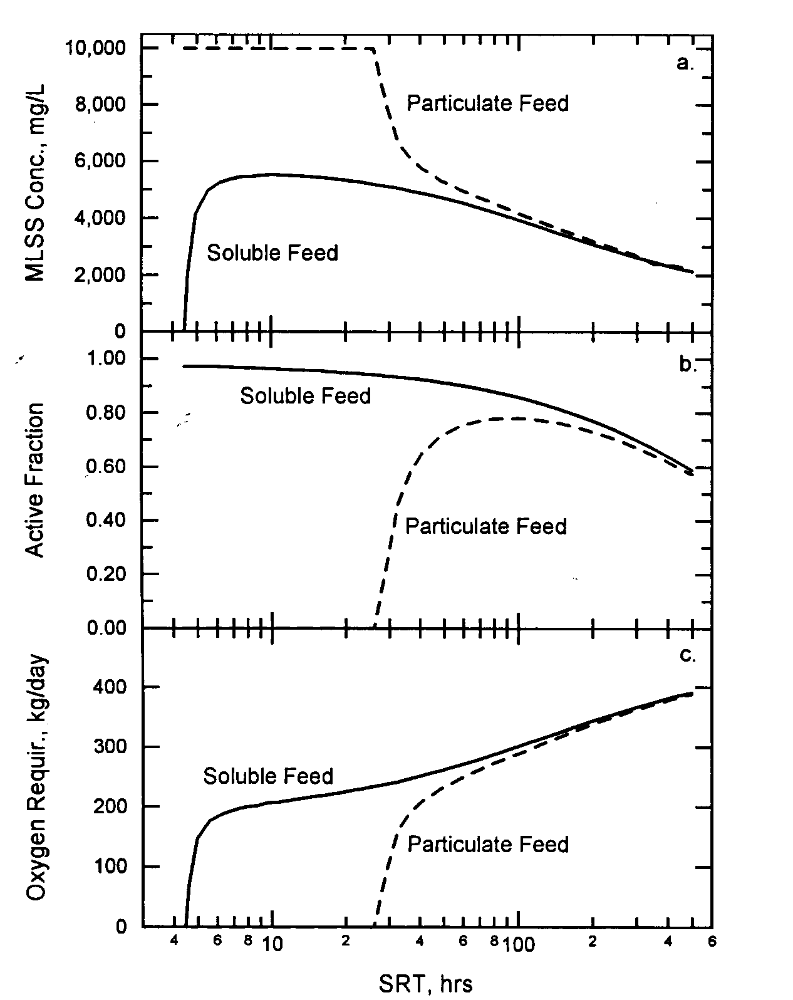 10,000
a.
8,000
Particulate Feed
6,000
MLSS Conc., mg/L
4,000
Soluble Feed
2,000
0
1.00
b.
Soluble Feed
0.80
0.60
Active Fraction
0.40
Particulate Feed
0.20
0.00
c.
400
300
Oxygen Requir., kg/day
Soluble Feed
200
Particulate Feed
100
0
4 6 8 10 2 4 6 8 100 2 4 6
SRT, hrs